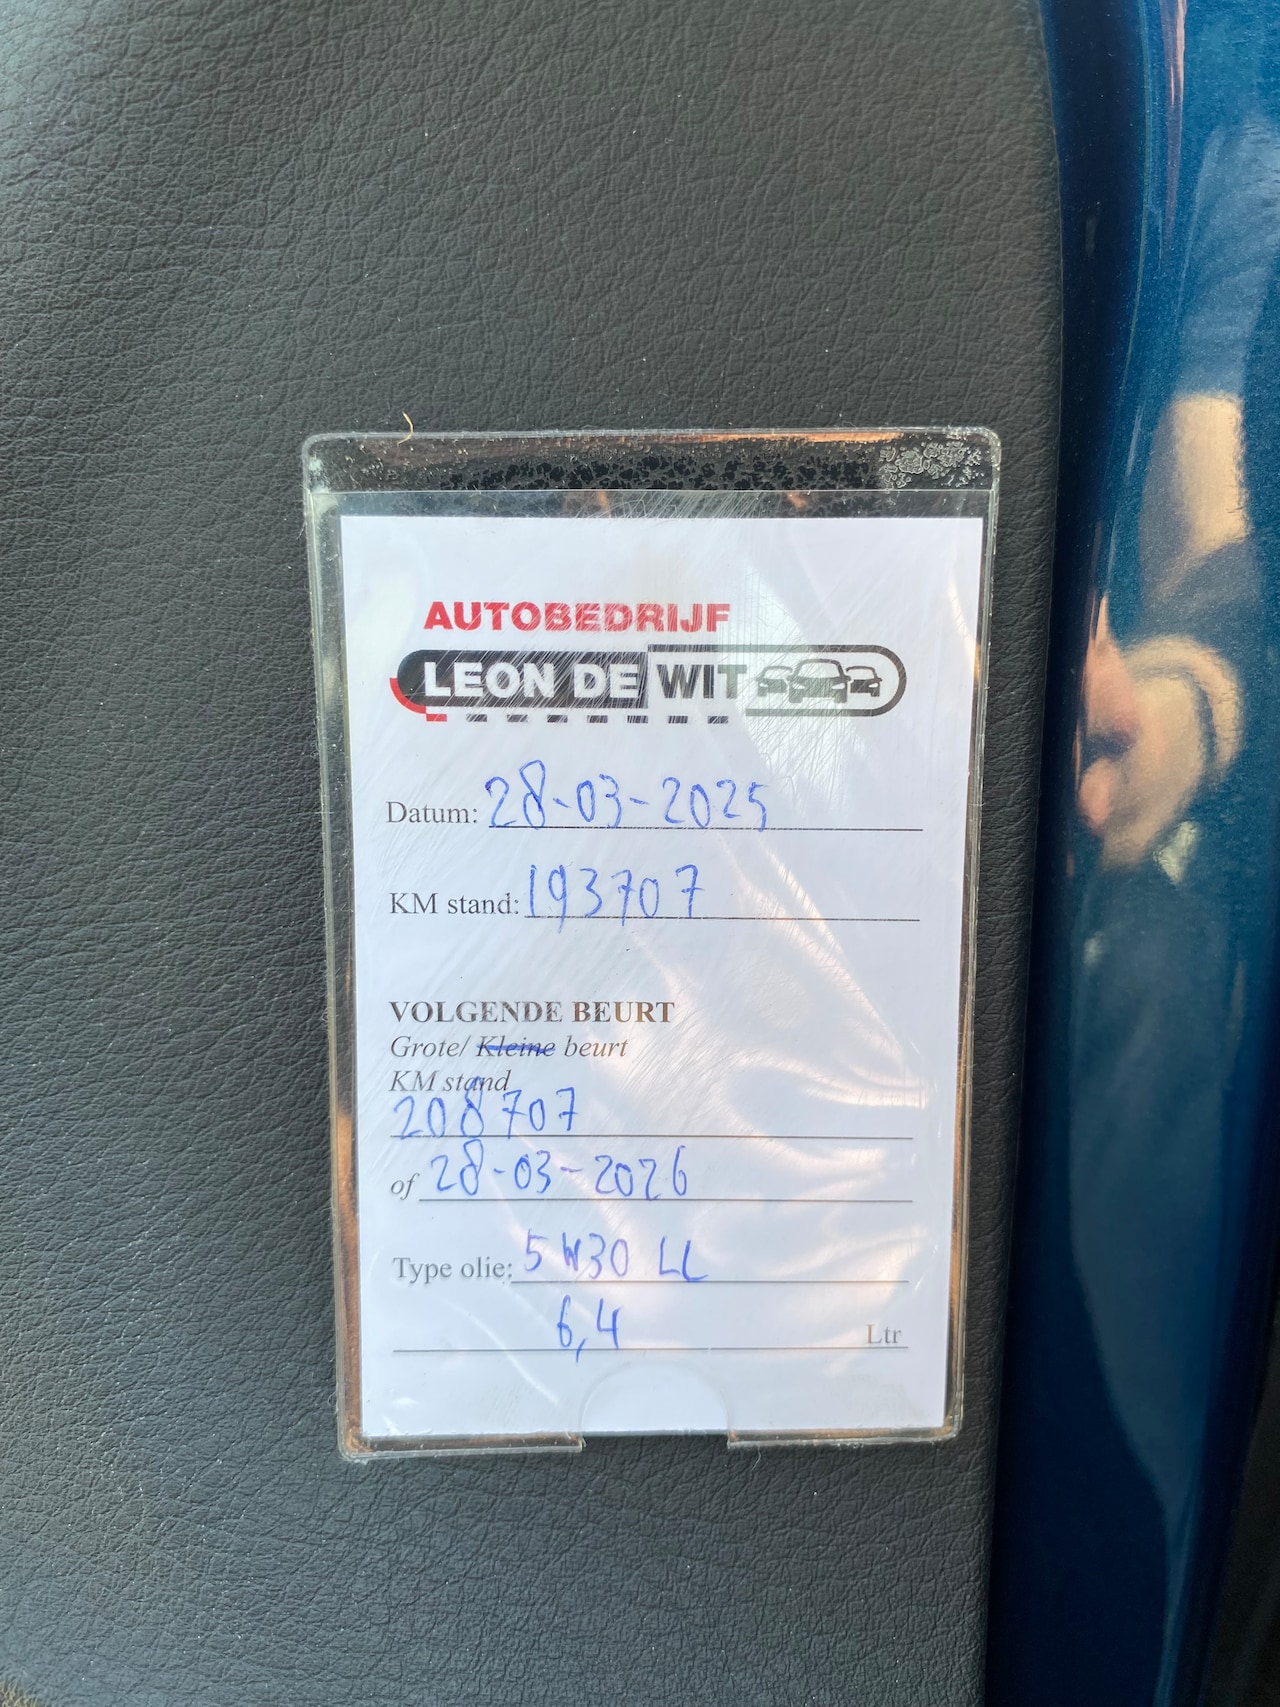 AUTOBEDRIJF
LEON DE WIT
Datum: 28-03-2025
KM stand: 193707
VOLGENDE BEURT
Grote/ Kleine beurt
KM stand
208707
of 28-03-2026
Type olie: 5W30 LL
6,4 Ltr